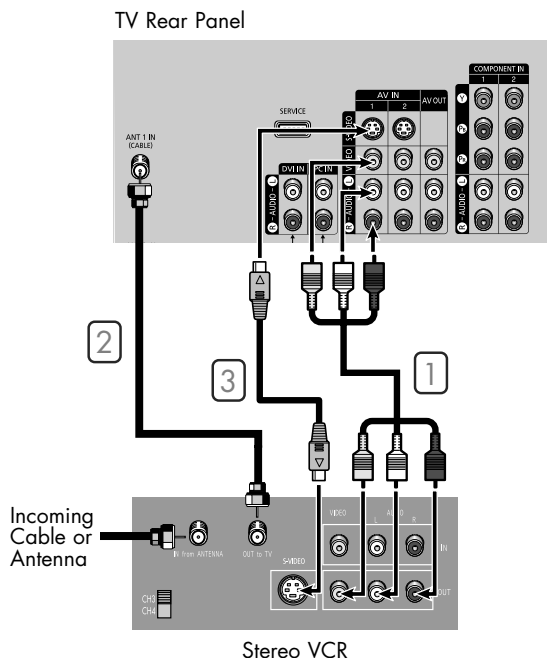 TV Rear Panel
COMPONENT IN
1 2
AV IN
AV OUT
1 2
SERVICE
S-VIDEO
Y
ANT 1 IN
(CABLE)
PB
VIDEO
DVI IN
PC IN
PR
L
R - AUDIO - L
R - AUDIO -
R - AUDIO - L
2
3
1
Incoming
Cable or
Antenna
VIDEO
AUDIO
L
R
IN from ANTENNA
OUT to TV
IN
S-VIDEO
CH3
CH4
OUT
Stereo VCR